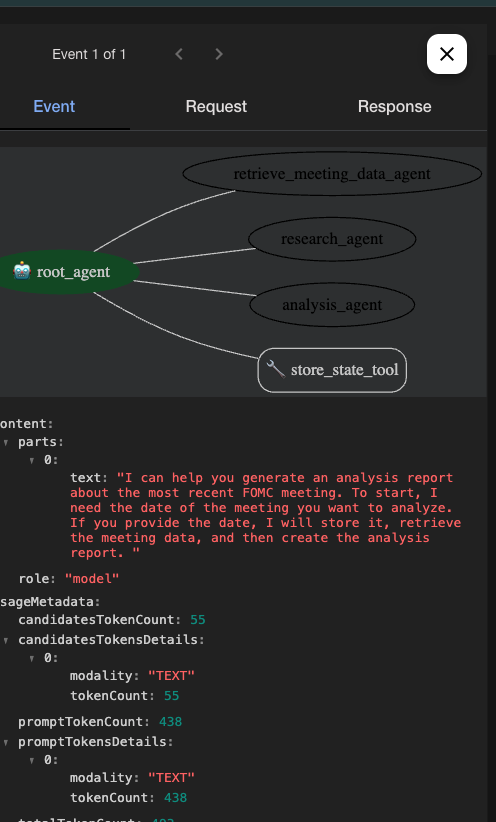 Event 1 of 1
Event Request Response
retrieve_meeting_data_agent
research_agent
root_agent
analysis_agent
store_state_tool
ontent:
parts:
0:
text: "I can help you generate an analysis report
about the most recent FOMC meeting. To start, I
need the date of the meeting you want to analyze.
If you provide the date, I will store it, retrieve
the meeting data, and then create the analysis
report. "
role: "model"
sageMetadata:
candidatesTokenCount: 55
candidatesTokensDetails:
0:
modality: "TEXT"
tokenCount: 55
promptTokenCount: 438
promptTokensDetails:
0:
modality: "TEXT"
tokenCount: 438
totalTokenCount: 493